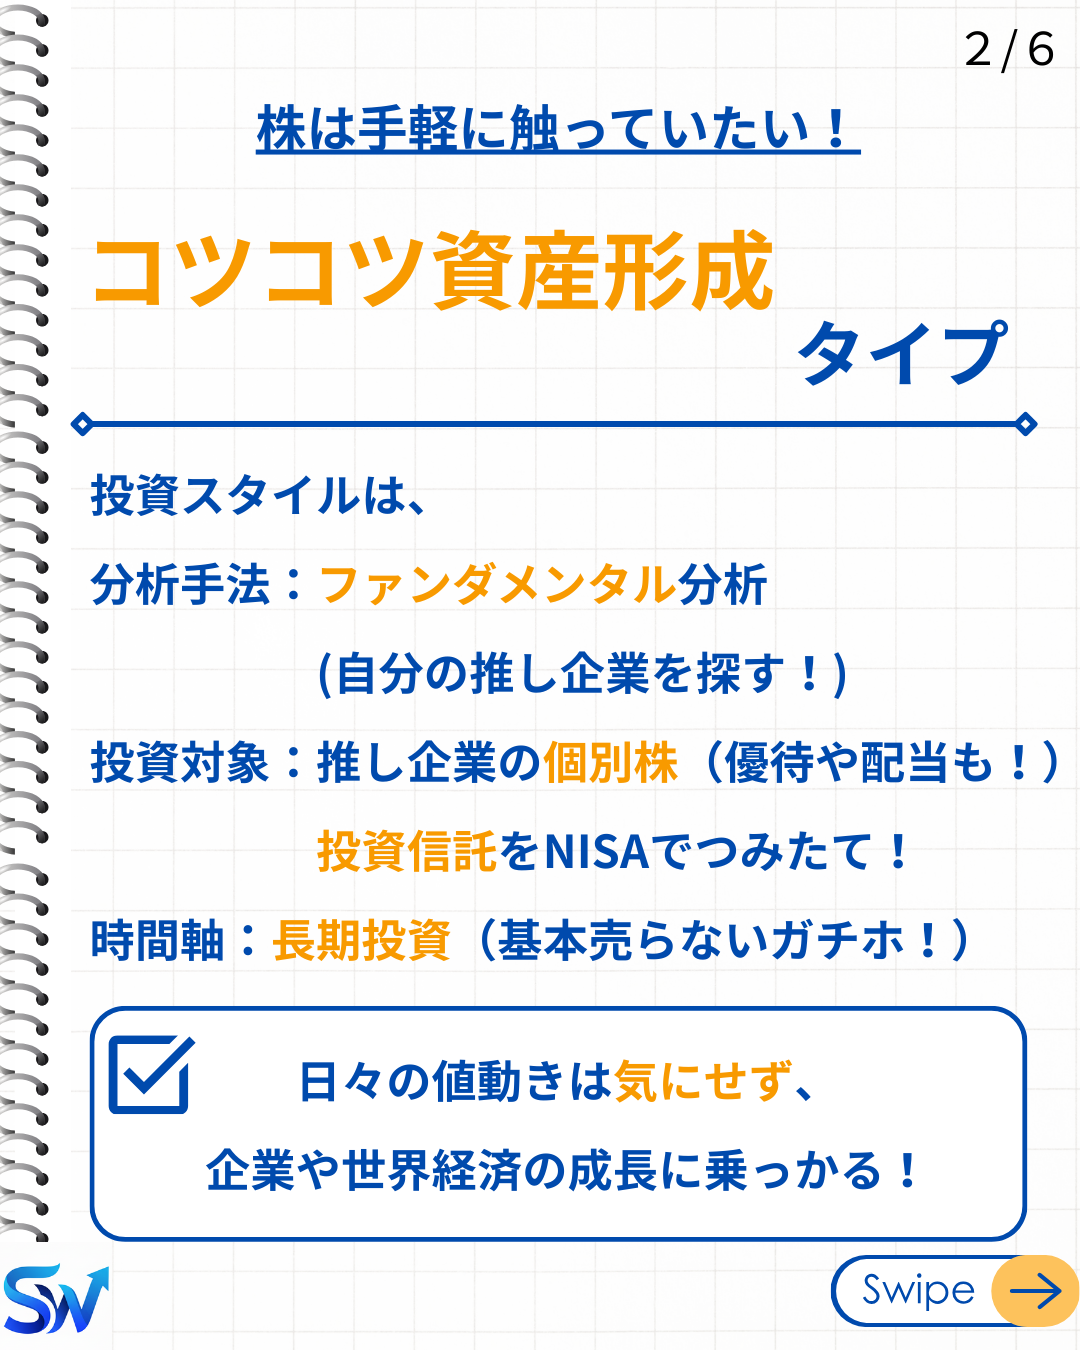 2/6
株は手軽に触っていたい！
コツコツ資産形成
タイプ
投資スタイルは、
分析手法：ファンダメンタル分析
(自分の推し企業を探す！)
投資対象：推し企業の個別株（優待や配当も！）
投資信託をNISAでつみたて！
時間軸：長期投資（基本売らないガチホ！）
日々の値動きは気にせず、
企業や世界経済の成長に乗っかる！
SW
Swipe